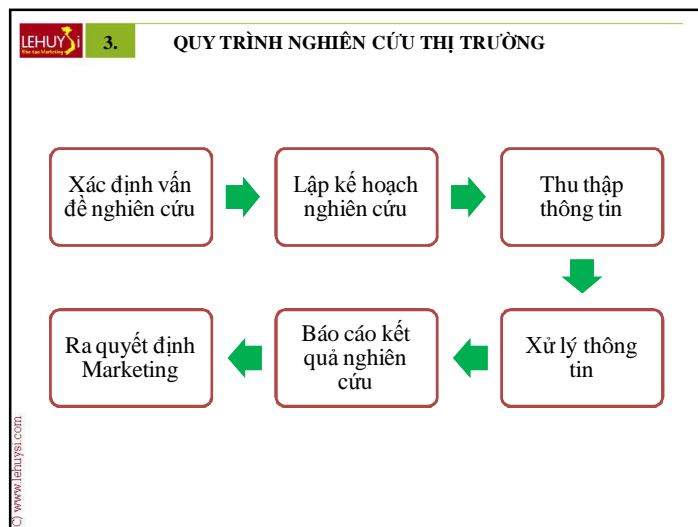 LEHUYSi
Đào tạo Marketing
3.
QUY TRÌNH NGHIÊN CỨU THỊ TRƯỜNG
Xác định vấn
đề nghiên cứu
Lập kế hoạch
nghiên cứu
Thu thập
thông tin
Xử lý thông
tin
Báo cáo kết
quả nghiên
cứu
Ra quyết định
Marketing
C) www.lehuysi.com